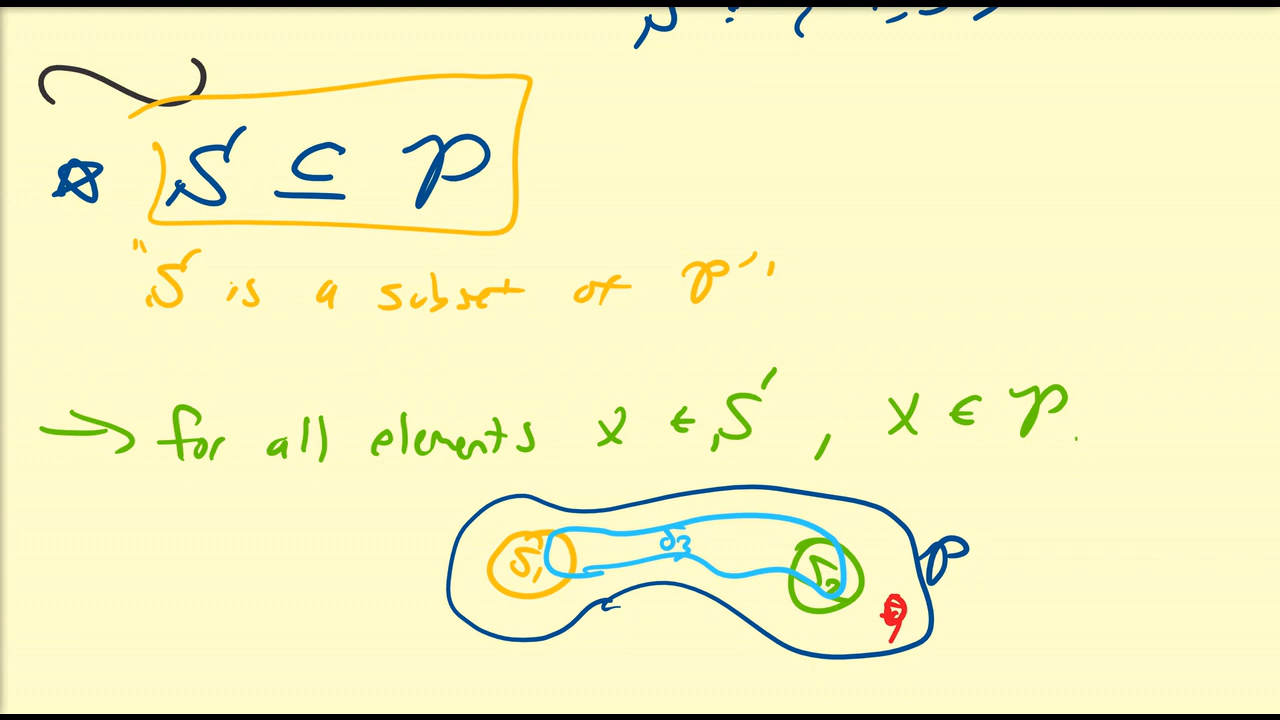 S ⊆ P
"S is a subset of P"
→ for all elements x ∈ S, x ∈ P.
S₁ S₃ S₂ P